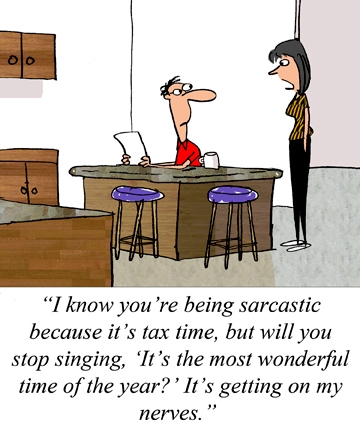 “I know you’re being sarcastic
because it’s tax time, but will you
stop singing, ‘It’s the most wonderful
time of the year?’ It’s getting on my
nerves.”